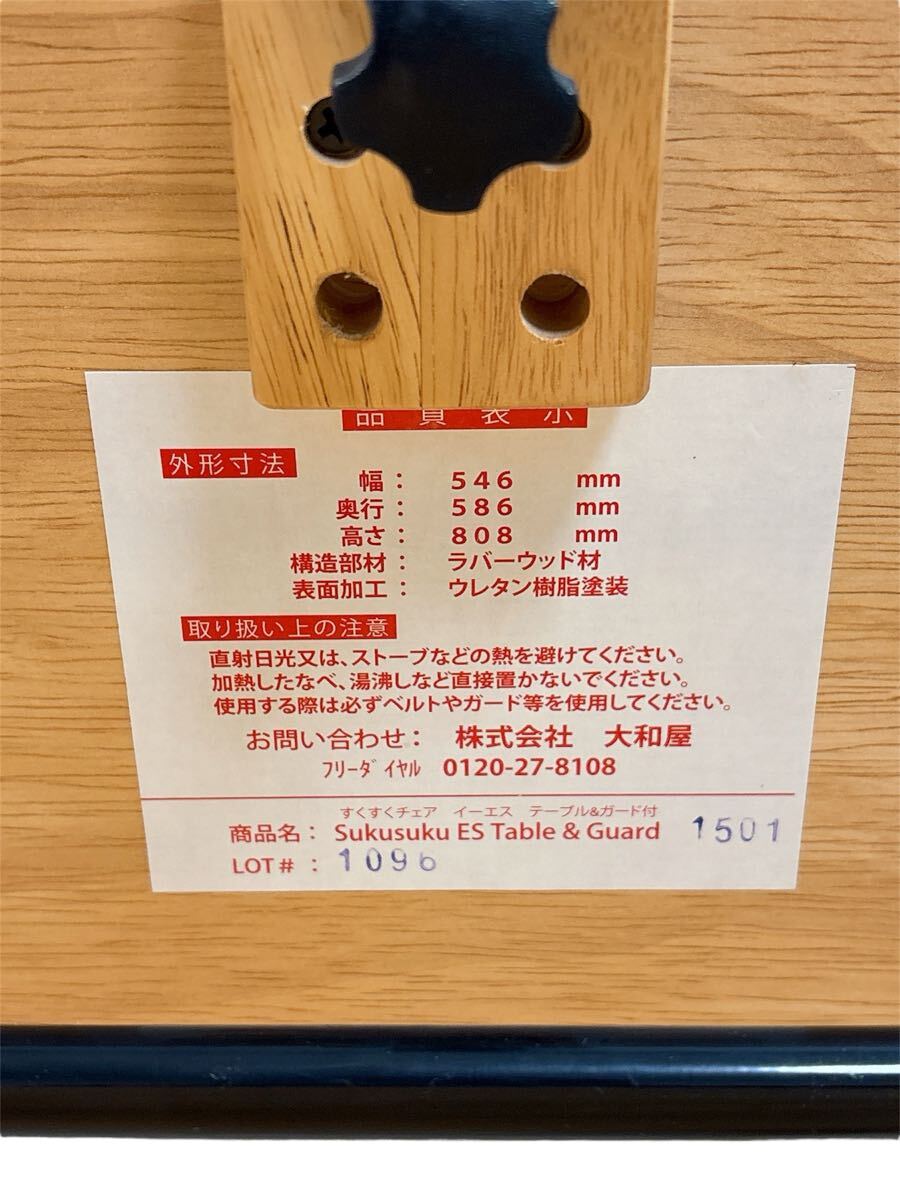 品質表示
外形寸法
幅： 546 mm
奥行： 586 mm
高さ： 808 mm
構造部材： ラバーウッド材
表面加工： ウレタン樹脂塗装
取り扱い上の注意
直射日光又は、ストーブなどの熱を避けてください。
加熱したなべ、湯沸しなど直接置かないでください。
使用する際は必ずベルトやガード等を使用してください。
お問い合わせ： 株式会社 大和屋
ﾌﾘｰﾀﾞｲﾔﾙ 0120-27-8108
すくすくチェア イーエス テーブル&ガード付
商品名： Sukusuku ES Table & Guard 1501
LOT#： 1096